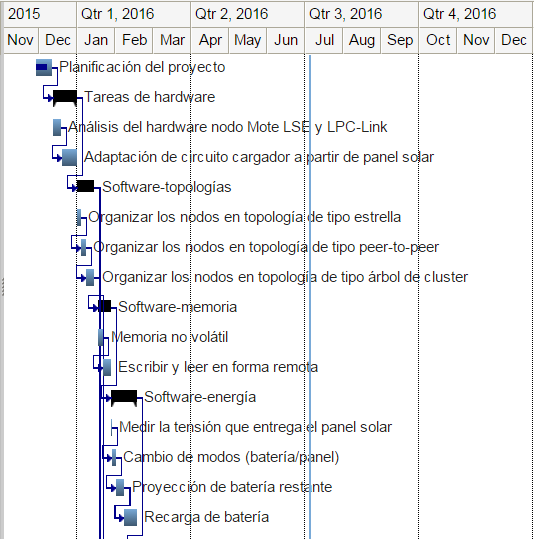 2015 Qtr 1, 2016 Qtr 2, 2016 Qtr 3, 2016 Qtr 4, 2016
Nov Dec Jan Feb Mar Apr May Jun Jul Aug Sep Oct Nov Dec
Planificación del proyecto
Tareas de hardware
Análisis del hardware nodo Mote LSE y LPC-Link
Adaptación de circuito cargador a partir de panel solar
Software-topologías
Organizar los nodos en topología de tipo estrella
Organizar los nodos en topología de tipo peer-to-peer
Organizar los nodos en topología de tipo árbol de cluster
Software-memoria
Memoria no volátil
Escribir y leer en forma remota
Software-energía
Medir la tensión que entrega el panel solar
Cambio de modos (batería/panel)
Proyección de batería restante
Recarga de batería